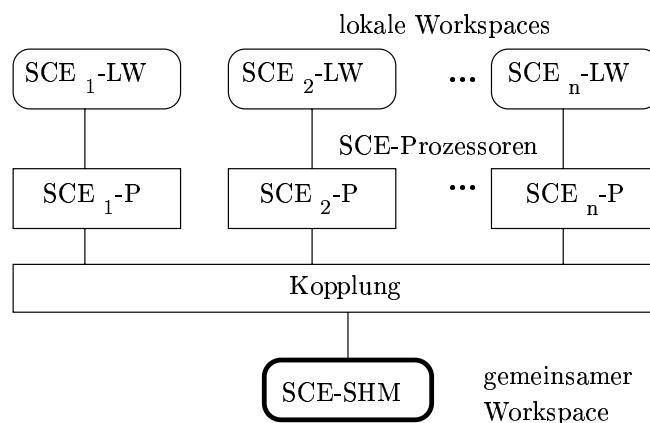 lokale Workspaces
SCE 1-LW SCE 2-LW ... SCE n-LW
SCE-Prozessoren
SCE 1-P SCE 2-P ... SCE n-P
Kopplung
SCE-SHM
gemeinsamer
Workspace